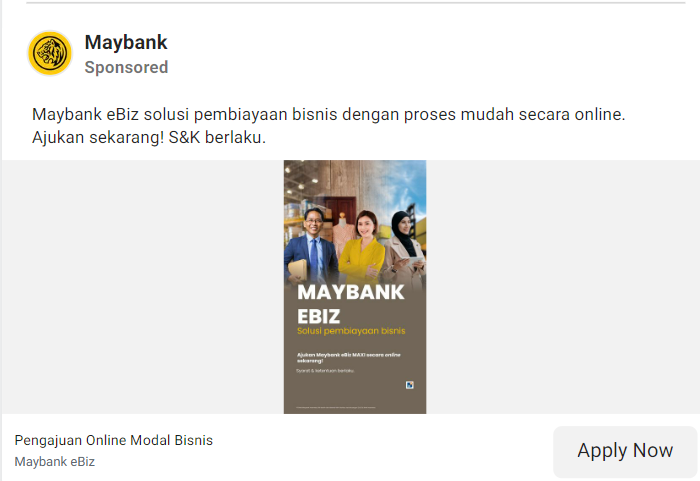 Maybank
Sponsored
Maybank eBiz solusi pembiayaan bisnis dengan proses mudah secara online.
Ajukan sekarang! S&K berlaku.
MAYBANK
EBIZ
Solusi pembiayaan bisnis
Ajukan Maybank eBiz MAXI secara online
sekarang!
Syarat & ketentuan berlaku
Pengajuan Online Modal Bisnis
Maybank eBiz
Apply Now